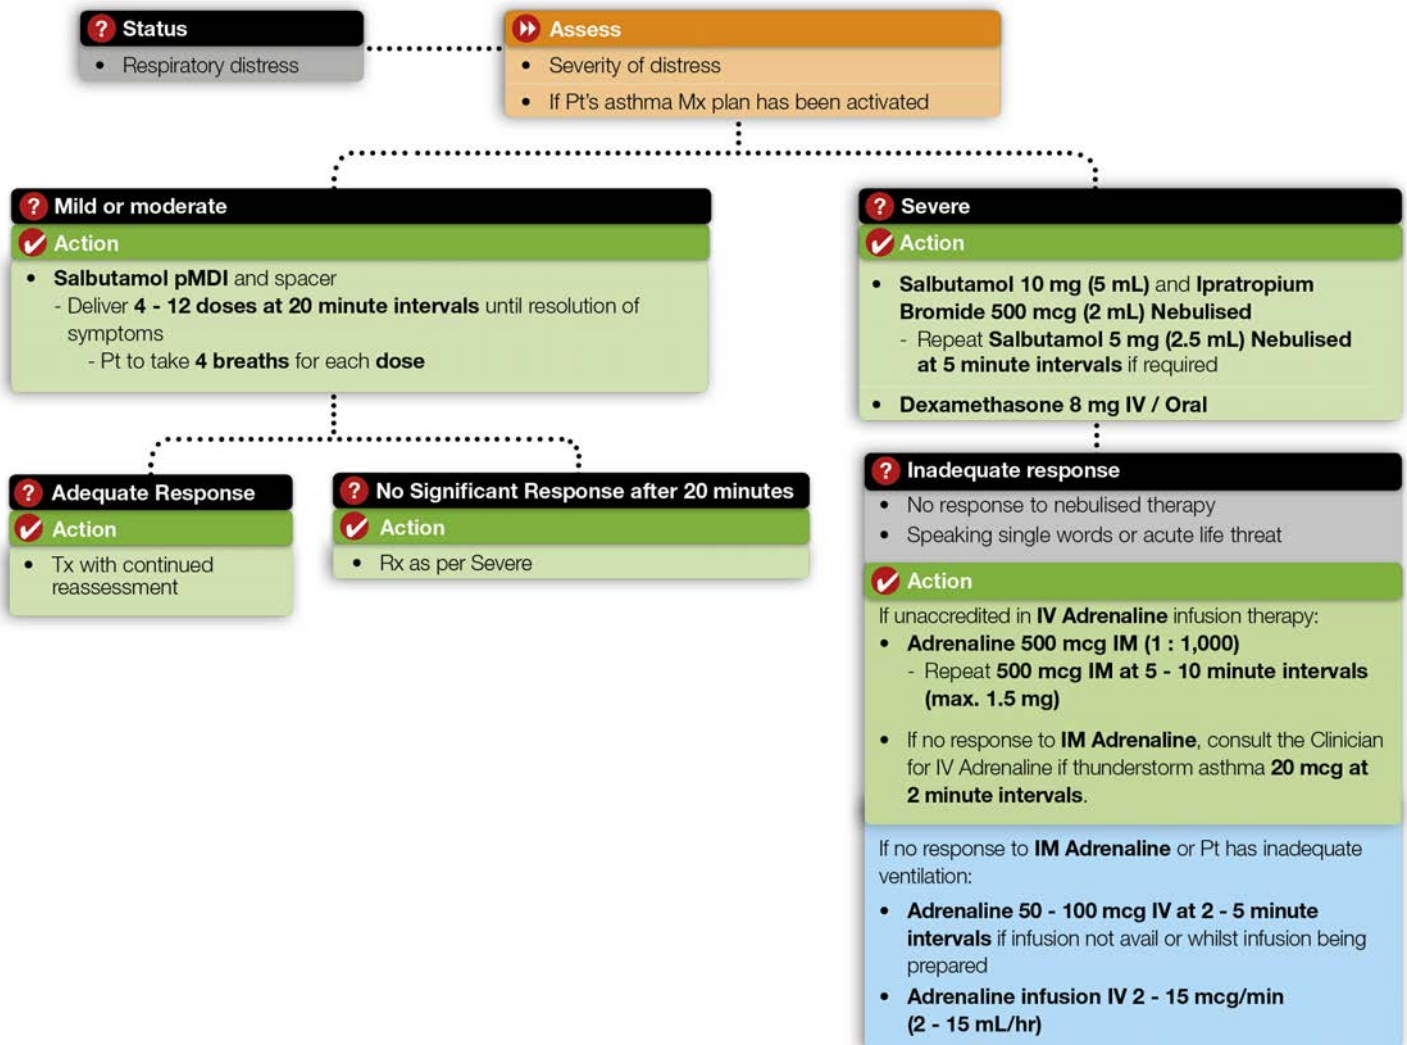 Status
• Respiratory distress
Assess
• Severity of distress
• If Pt's asthma Mx plan has been activated
? Mild or moderate
Action
• Salbutamol pMDI and spacer
- Deliver 4 - 12 doses at 20 minute intervals until resolution of
symptoms
- Pt to take 4 breaths for each dose
? Adequate Response
Action
• Tx with continued
reassessment
? No Significant Response after 20 minutes
Action
• Rx as per Severe
? Severe
Action
• Salbutamol 10 mg (5 mL) and Ipratropium
Bromide 500 mcg (2 mL) Nebulised
- Repeat Salbutamol 5 mg (2.5 mL) Nebulised
at 5 minute intervals if required
• Dexamethasone 8 mg IV / Oral
? Inadequate response
• No response to nebulised therapy
• Speaking single words or acute life threat
Action
If unaccredited in IV Adrenaline infusion therapy:
• Adrenaline 500 mcg IM (1 : 1,000)
- Repeat 500 mcg IM at 5 - 10 minute intervals
(max. 1.5 mg)
• If no response to IM Adrenaline, consult the Clinician
for IV Adrenaline if thunderstorm asthma 20 mcg at
2 minute intervals.
If no response to IM Adrenaline or Pt has inadequate
ventilation:
• Adrenaline 50 - 100 mcg IV at 2 - 5 minute
intervals if infusion not avail or whilst infusion being
prepared
• Adrenaline infusion IV 2 - 15 mcg/min
(2 - 15 mL/hr)